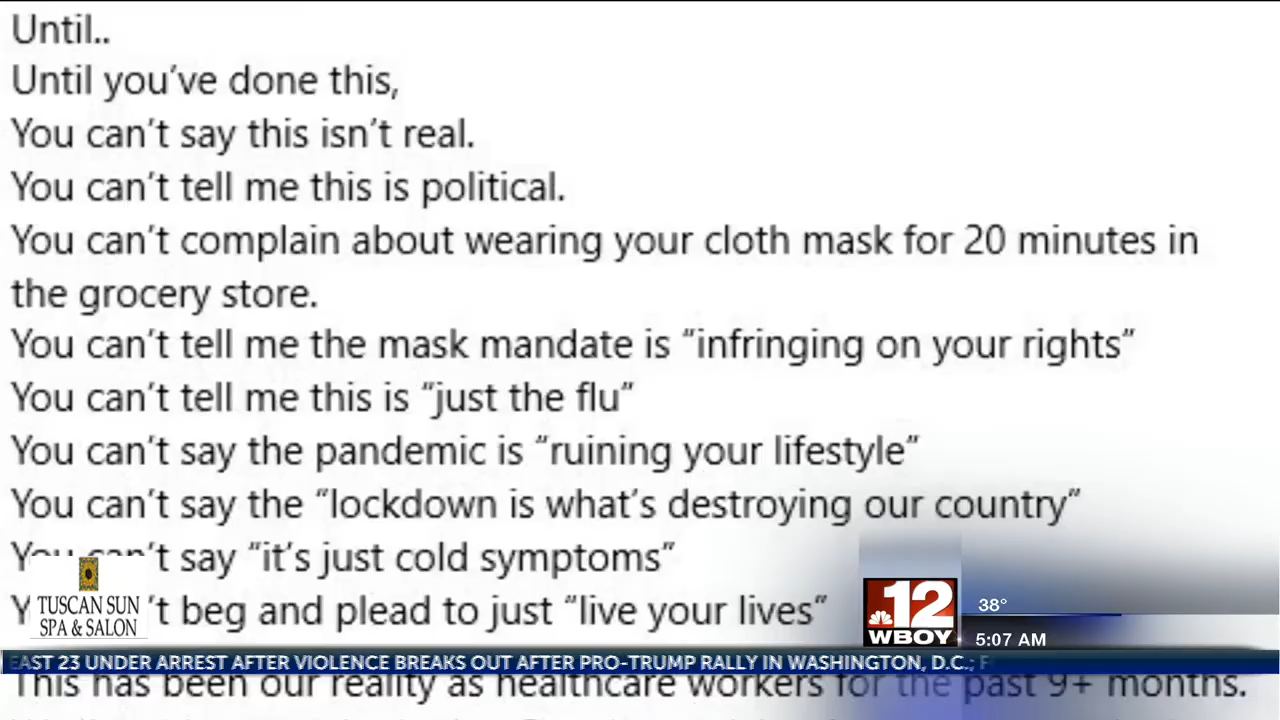 Until..
Until you've done this,
You can't say this isn't real.
You can't tell me this is political.
You can't complain about wearing your cloth mask for 20 minutes in
the grocery store.
You can't tell me the mask mandate is “infringing on your rights”
You can't tell me this is “just the flu”
You can't say the pandemic is “ruining your lifestyle”
You can't say the “lockdown is what's destroying our country”
You can't say “it's just cold symptoms”
't beg and plead to just “live your lives”
TUSCAN SUN
SPA & SALON
12
WBOY
38°
5:07 AM
EAST 23 UNDER ARREST AFTER VIOLENCE BREAKS OUT AFTER PRO-TRUMP RALLY IN WASHINGTON, D.C.;
This has been our reality as healthcare workers for the past 9+ months.